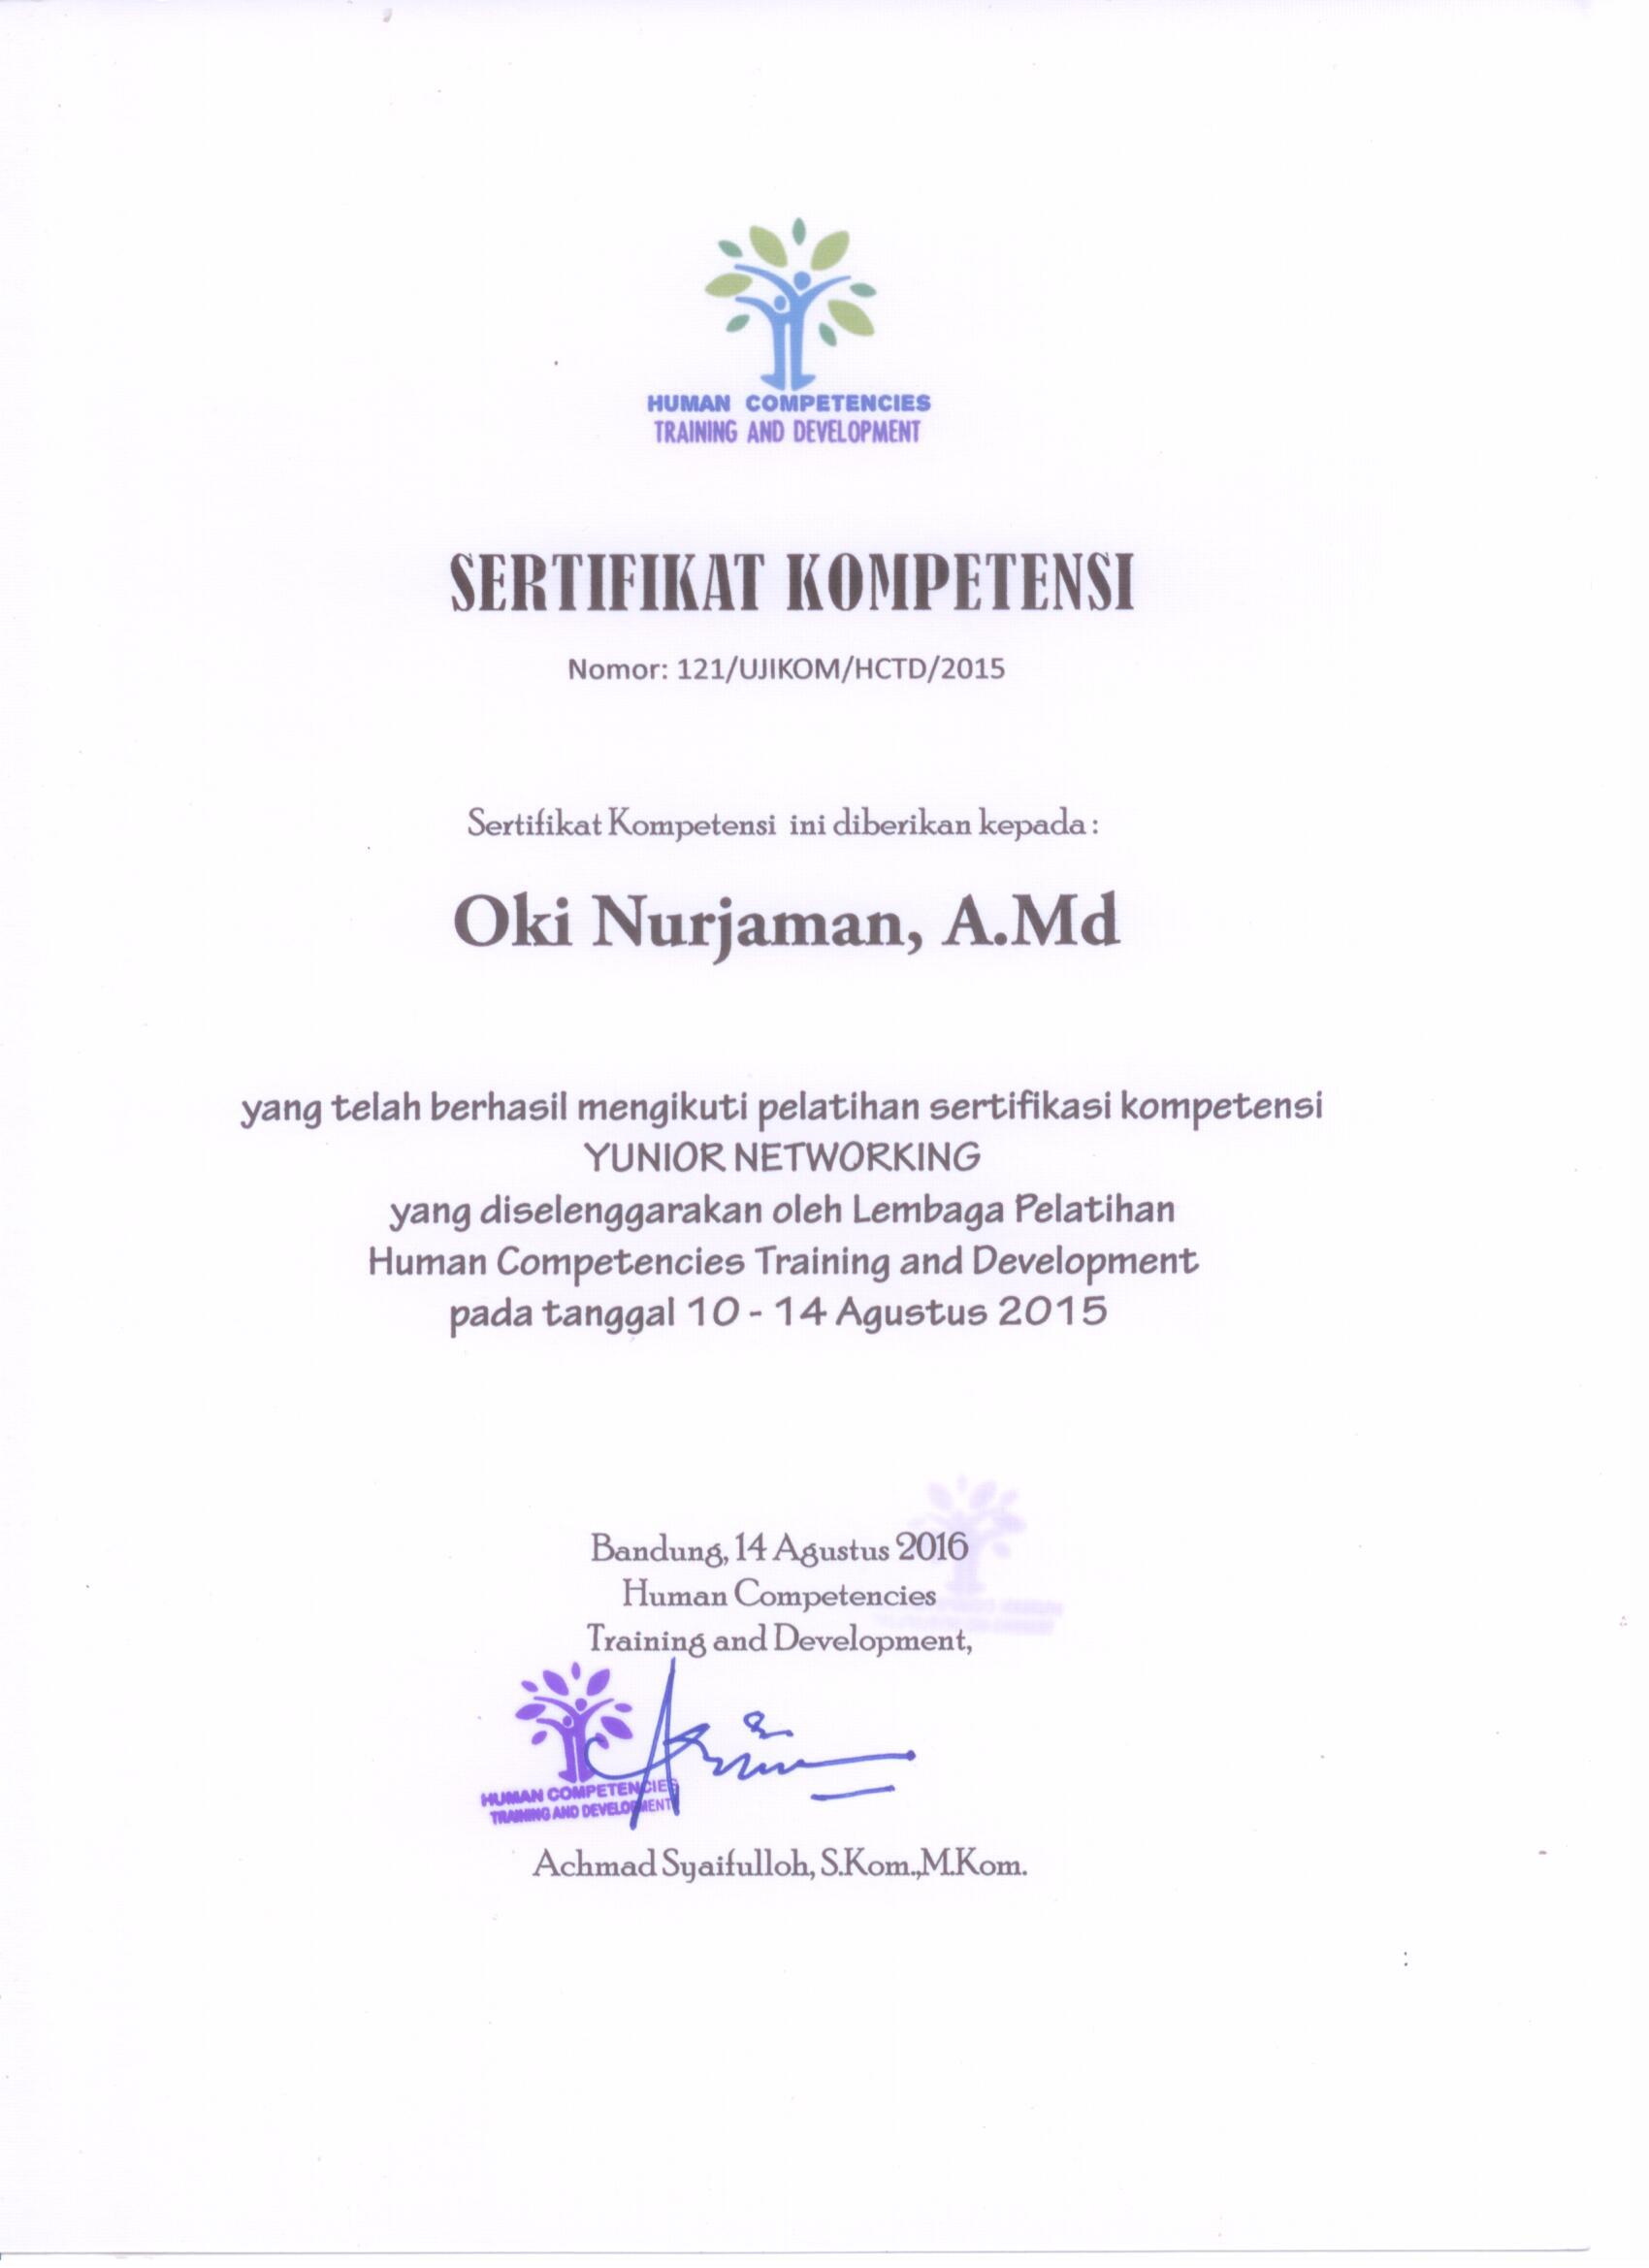 HUMAN COMPETENCIES
TRAINING AND DEVELOPMENT
SERTIFIKAT KOMPETENSI
Nomor: 121/UJIKOM/HCTD/2015
Sertifikat Kompetensi ini diberikan kepada :
Oki Nurjaman, A.Md
yang telah berhasil mengikuti pelatihan sertifikasi kompetensi
YUNIOR NETWORKING
yang diselenggarakan oleh Lembaga Pelatihan
Human Competencies Training and Development
pada tanggal 10 - 14 Agustus 2015
Bandung, 14 Agustus 2016
Human Competencies
Training and Development,
HUMAN COMPETENCIES
TRAINING AND DEVELOPMENT
Achmad Syaifulloh, S.Kom.,M.Kom.